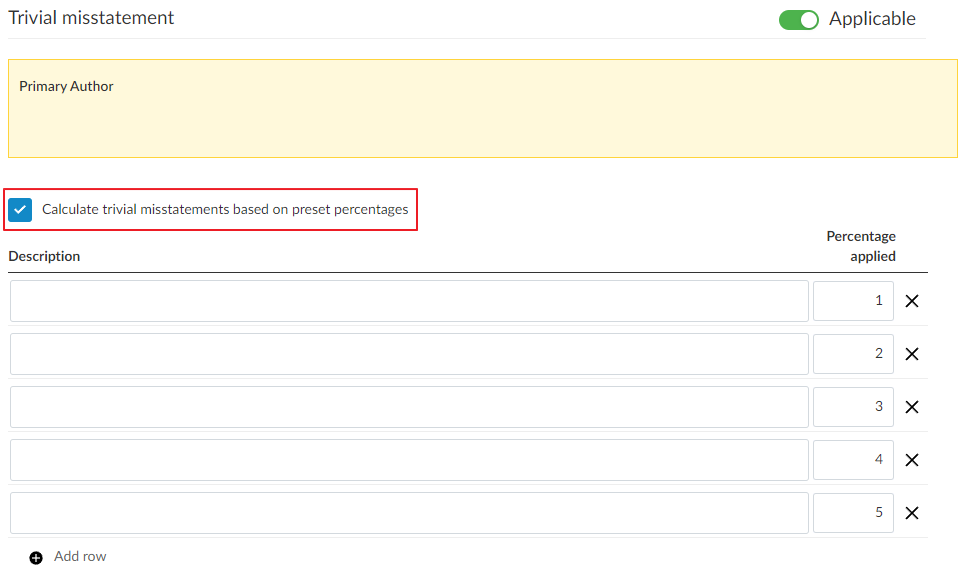 Trivial misstatement
Applicable
Primary Author
Calculate trivial misstatements based on preset percentages
Description
Percentage
applied
1
2
3
4
5
Add row